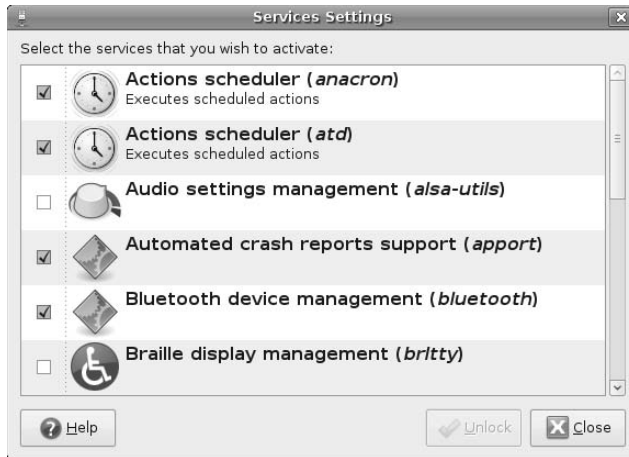 Services Settings
Select the services that you wish to activate:
Actions scheduler (anacron)
Executes scheduled actions
Actions scheduler (atd)
Executes scheduled actions
Audio settings management (alsa-utils)
Automated crash reports support (apport)
Bluetooth device management (bluetooth)
Braille display management (brltty)
Help
Unlock
Close